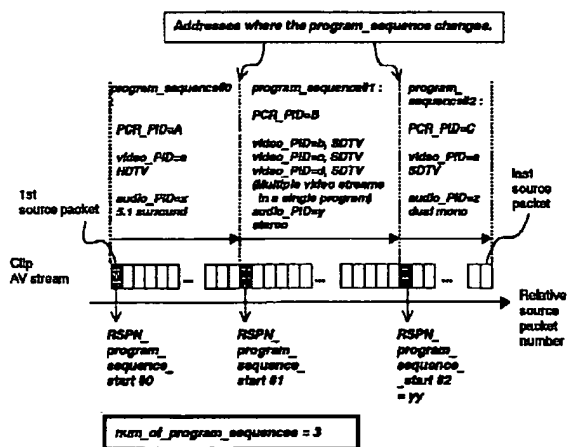 Addresses where the program_sequence changes.
program_sequence#0 :
PCR_PID=A
video_PID=a
HDTV
audio_PID=x
5.1 surround
program_sequence#1 :
PCR_PID=B
video_PID=b, SDTV
video_PID=c, SDTV
video_PID=d, SDTV
(Multiple video streams
in a single program)
audio_PID=y
stereo
program_
sequence#2 :
PCR_PID=C
video_PID=a
SDTV
audio_PID=z
dual mono
1st
source packet
last
source
packet
Clip
AV stream
... ... ...
Relative
source
packet
number
RSPN_
program_
sequence_
start #0
RSPN_
program_
sequence_
start #1
RSPN_
program_
sequence
_start #2
= yy
num_of_program_sequences = 3